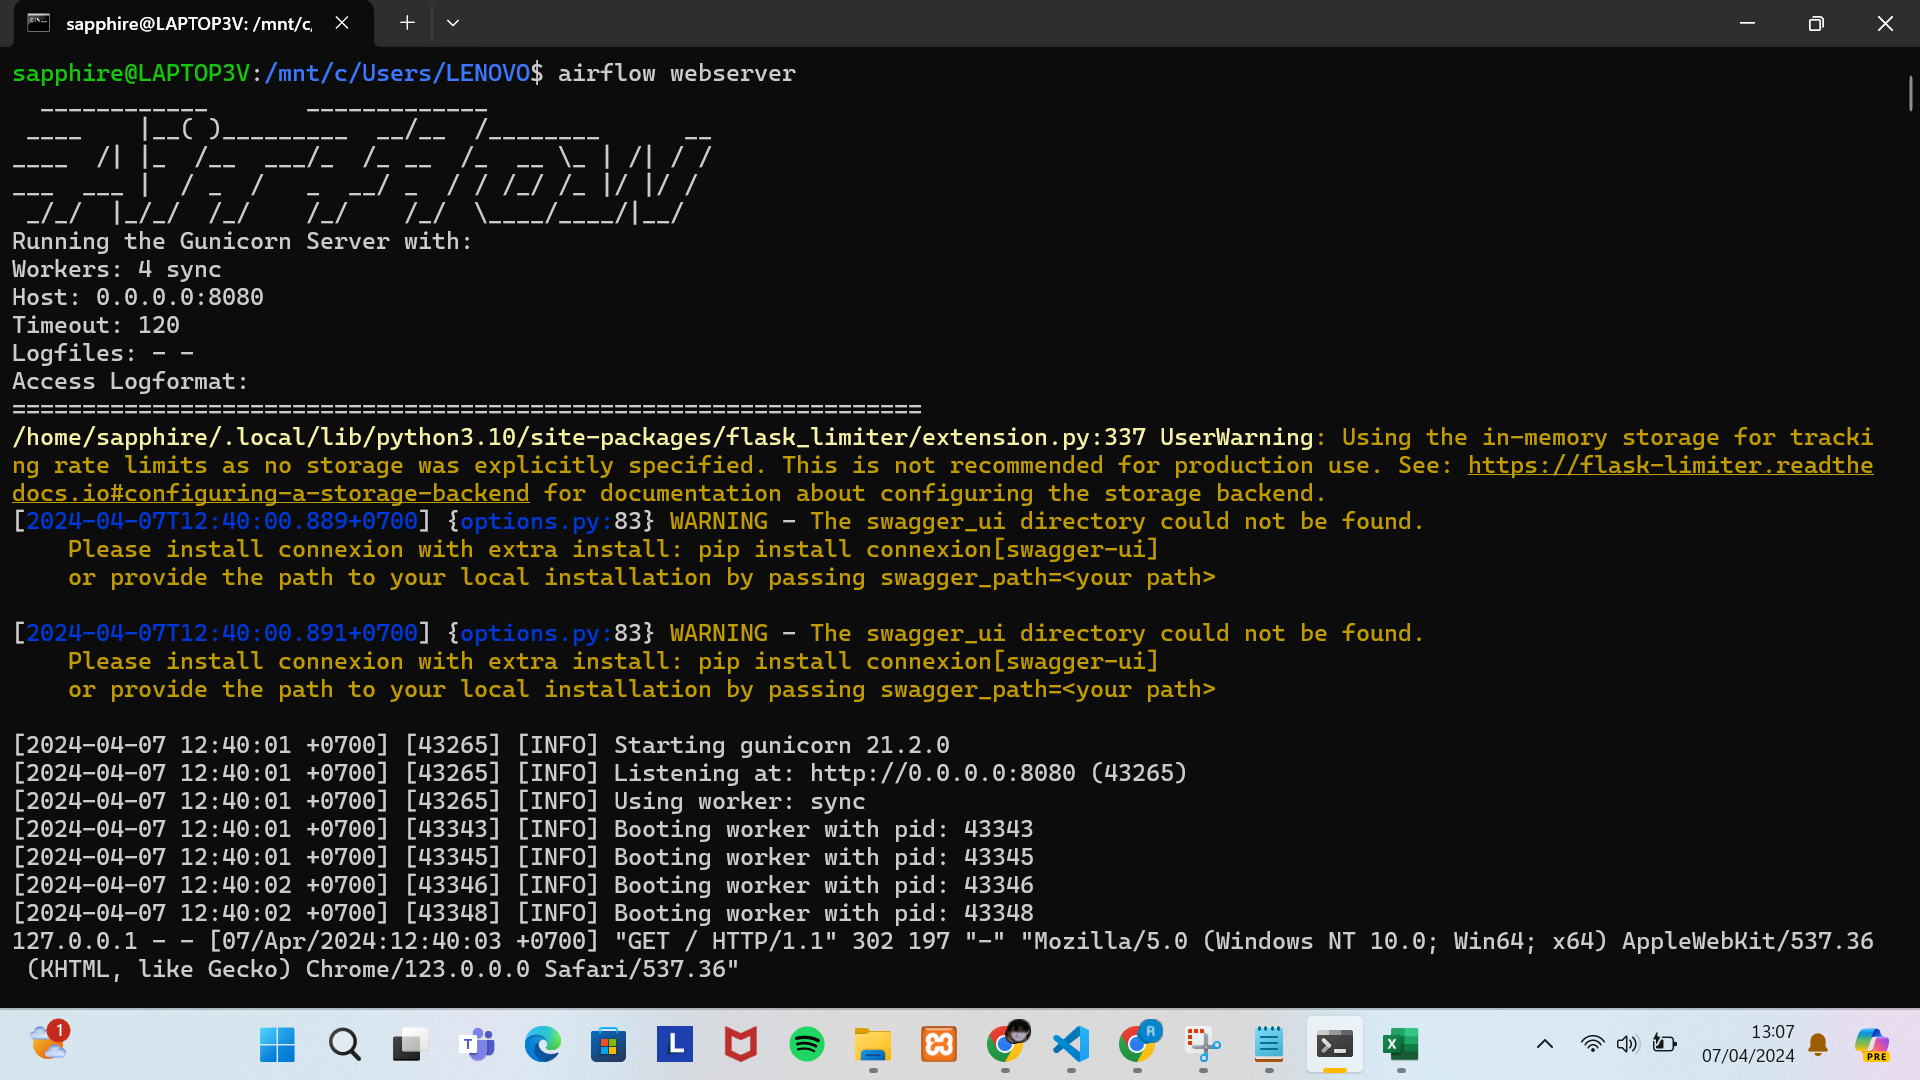 sapphire@LAPTOP3V: /mnt/c,
sapphire@LAPTOP3V:/mnt/c/Users/LENOVO$ airflow webserver
  ____________       _____________
 ____    |__( )_________  __/__  /________      __
____  /| |_  /__  ___/_  /_ __  /_  __ \_ | /| / /
___  ___ |  / _  /   _  __/ _  / / /_/ /_ |/ |/ /
 _/_/  |_/_/  /_/    /_/    /_/  \____/____/|__/
Running the Gunicorn Server with:
Workers: 4 sync
Host: 0.0.0.0:8080
Timeout: 120
Logfiles: - -
Access Logformat:
=================================================================
/home/sapphire/.local/lib/python3.10/site-packages/flask_limiter/extension.py:337 UserWarning: Using the in-memory storage for tracki
ng rate limits as no storage was explicitly specified. This is not recommended for production use. See: https://flask-limiter.readthe
docs.io#configuring-a-storage-backend for documentation about configuring the storage backend.
[2024-04-07T12:40:00.889+0700] {options.py:83} WARNING - The swagger_ui directory could not be found.
    Please install connexion with extra install: pip install connexion[swagger-ui]
    or provide the path to your local installation by passing swagger_path=<your path>
[2024-04-07T12:40:00.891+0700] {options.py:83} WARNING - The swagger_ui directory could not be found.
    Please install connexion with extra install: pip install connexion[swagger-ui]
    or provide the path to your local installation by passing swagger_path=<your path>
[2024-04-07 12:40:01 +0700] [43265] [INFO] Starting gunicorn 21.2.0
[2024-04-07 12:40:01 +0700] [43265] [INFO] Listening at: http://0.0.0.0:8080 (43265)
[2024-04-07 12:40:01 +0700] [43265] [INFO] Using worker: sync
[2024-04-07 12:40:01 +0700] [43343] [INFO] Booting worker with pid: 43343
[2024-04-07 12:40:01 +0700] [43345] [INFO] Booting worker with pid: 43345
[2024-04-07 12:40:02 +0700] [43346] [INFO] Booting worker with pid: 43346
[2024-04-07 12:40:02 +0700] [43348] [INFO] Booting worker with pid: 43348
127.0.0.1 - - [07/Apr/2024:12:40:03 +0700] "GET / HTTP/1.1" 302 197 "-" "Mozilla/5.0 (Windows NT 10.0; Win64; x64) AppleWebKit/537.36
 (KHTML, like Gecko) Chrome/123.0.0.0 Safari/537.36"
1
T
L
R
X
13:07
07/04/2024
PRE